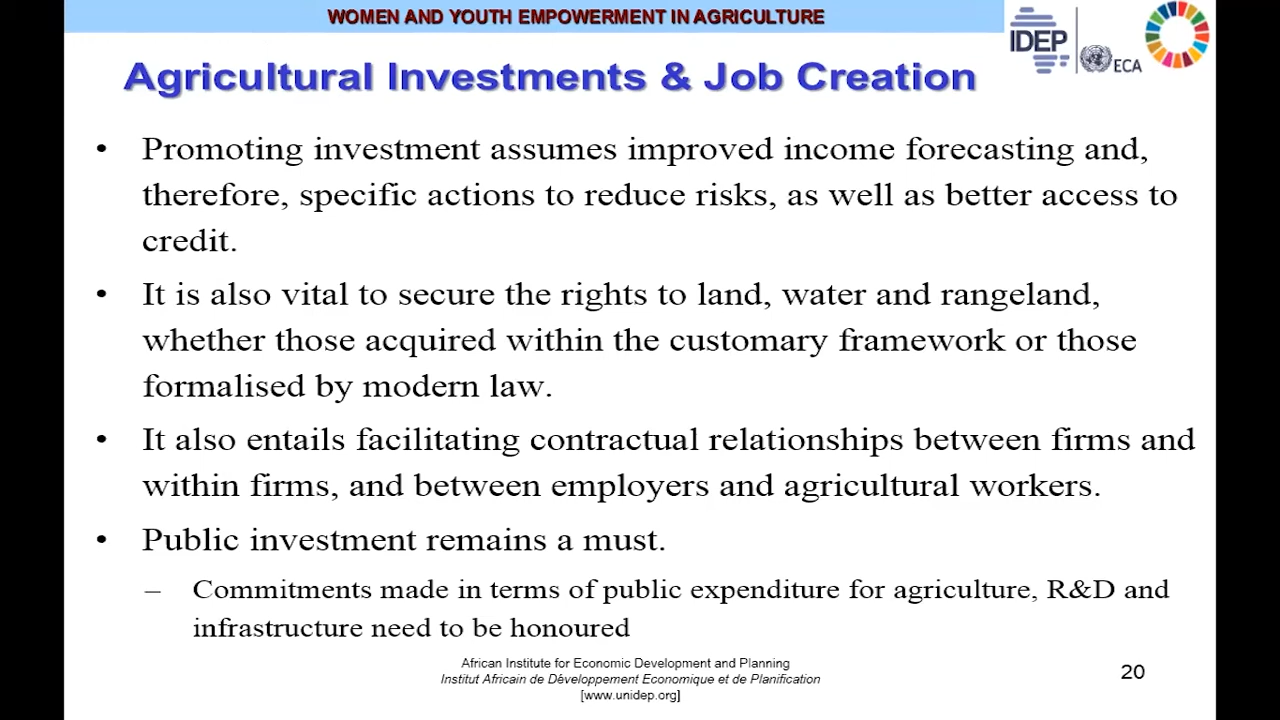 WOMEN AND YOUTH EMPOWERMENT IN AGRICULTURE
IDEP
ECA
Agricultural Investments & Job Creation
• Promoting investment assumes improved income forecasting and,
therefore, specific actions to reduce risks, as well as better access to
credit.
• It is also vital to secure the rights to land, water and rangeland,
whether those acquired within the customary framework or those
formalised by modern law.
• It also entails facilitating contractual relationships between firms and
within firms, and between employers and agricultural workers.
• Public investment remains a must.
– Commitments made in terms of public expenditure for agriculture, R&D and
infrastructure need to be honoured
African Institute for Economic Development and Planning
Institut Africain de Développement Economique et de Planification
[www.unidep.org]
20